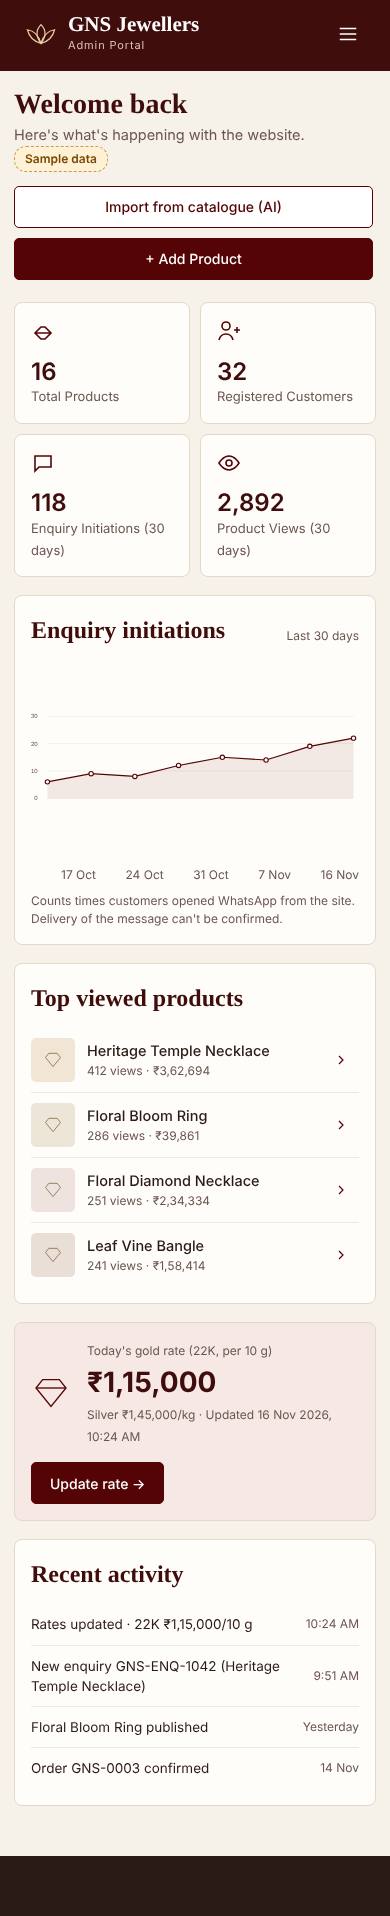 GNS Jewellers
Admin Portal
Welcome back
Here's what's happening with the website.
Sample data
Import from catalogue (AI)
+ Add Product
16
Total Products
32
Registered Customers
118
Enquiry Initiations (30
days)
2,892
Product Views (30
days)
Enquiry initiations
Last 30 days
30
20
10
0
17 Oct 24 Oct 31 Oct 7 Nov 16 Nov
Counts times customers opened WhatsApp from the site.
Delivery of the message can't be confirmed.
Top viewed products
Heritage Temple Necklace
412 views · ₹3,62,694
Floral Bloom Ring
286 views · ₹39,861
Floral Diamond Necklace
251 views · ₹2,34,334
Leaf Vine Bangle
241 views · ₹1,58,414
Today's gold rate (22K, per 10 g)
₹1,15,000
Silver ₹1,45,000/kg · Updated 16 Nov 2026,
10:24 AM
Update rate →
Recent activity
Rates updated · 22K ₹1,15,000/10 g 10:24 AM
New enquiry GNS-ENQ-1042 (Heritage
Temple Necklace) 9:51 AM
Floral Bloom Ring published Yesterday
Order GNS-0003 confirmed 14 Nov